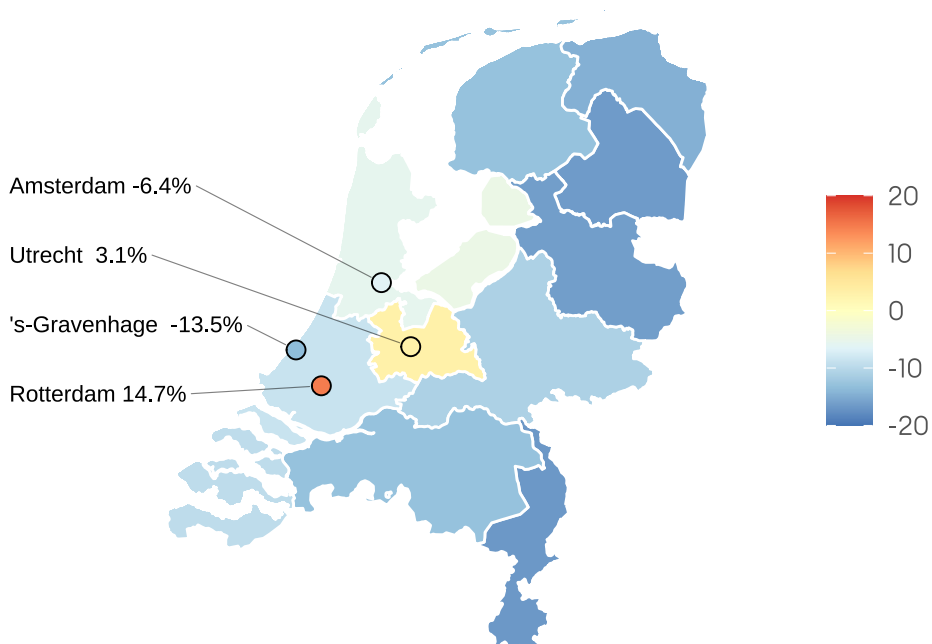 Amsterdam -6.4%
Utrecht 3.1%
's-Gravenhage -13.5%
Rotterdam 14.7%
20
10
0
-10
-20